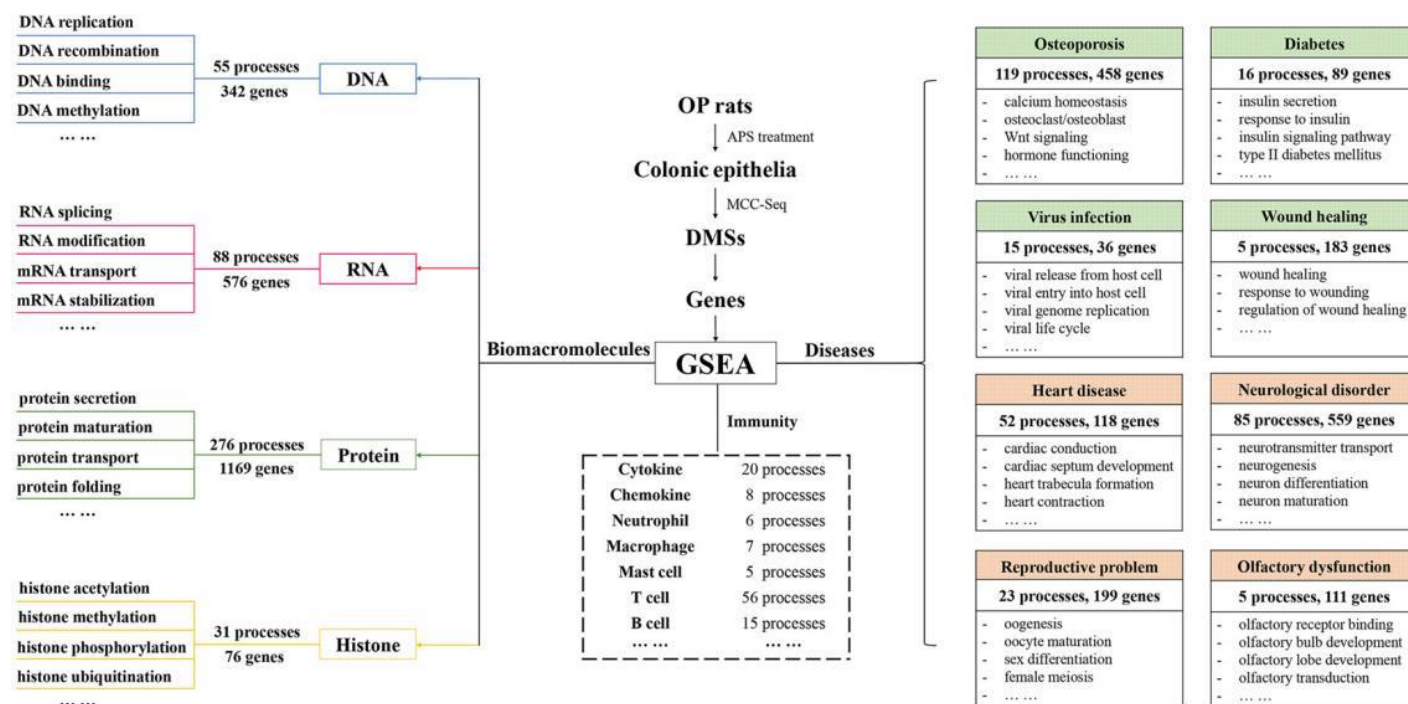 DNA replication
DNA recombination
DNA binding
DNA methylation
... ...
55 processes
342 genes
DNA
RNA splicing
RNA modification
mRNA transport
mRNA stabilization
... ...
88 processes
576 genes
RNA
protein secretion
protein maturation
protein transport
protein folding
... ...
276 processes
1169 genes
Protein
histone acetylation
histone methylation
histone phosphorylation
histone ubiquitination
... ...
31 processes
76 genes
Histone
Biomacromolecules
OP rats
APS treatment
Colonic epithelia
MCC-Seq
DMSs
Genes
GSEA
Diseases
Immunity
Cytokine 20 processes
Chemokine 8 processes
Neutrophil 6 processes
Macrophage 7 processes
Mast cell 5 processes
T cell 56 processes
B cell 15 processes
... ... ... ...
Osteoporosis
119 processes, 458 genes
- calcium homeostasis
- osteoclast/osteoblast
- Wnt signaling
- hormone functioning
- ... ...
Diabetes
16 processes, 89 genes
- insulin secretion
- response to insulin
- insulin signaling pathway
- type II diabetes mellitus
- ... ...
Virus infection
15 processes, 36 genes
- viral release from host cell
- viral entry into host cell
- viral genome replication
- viral life cycle
- ... ...
Wound healing
5 processes, 183 genes
- wound healing
- response to wounding
- regulation of wound healing
- ... ...
Heart disease
52 processes, 118 genes
- cardiac conduction
- cardiac septum development
- heart trabecula formation
- heart contraction
- ... ...
Neurological disorder
85 processes, 559 genes
- neurotransmitter transport
- neurogenesis
- neuron differentiation
- neuron maturation
- ... ...
Reproductive problem
23 processes, 199 genes
- oogenesis
- oocyte maturation
- sex differentiation
- female meiosis
- ... ...
Olfactory dysfunction
5 processes, 111 genes
- olfactory receptor binding
- olfactory bulb development
- olfactory lobe development
- olfactory transduction
- ... ...